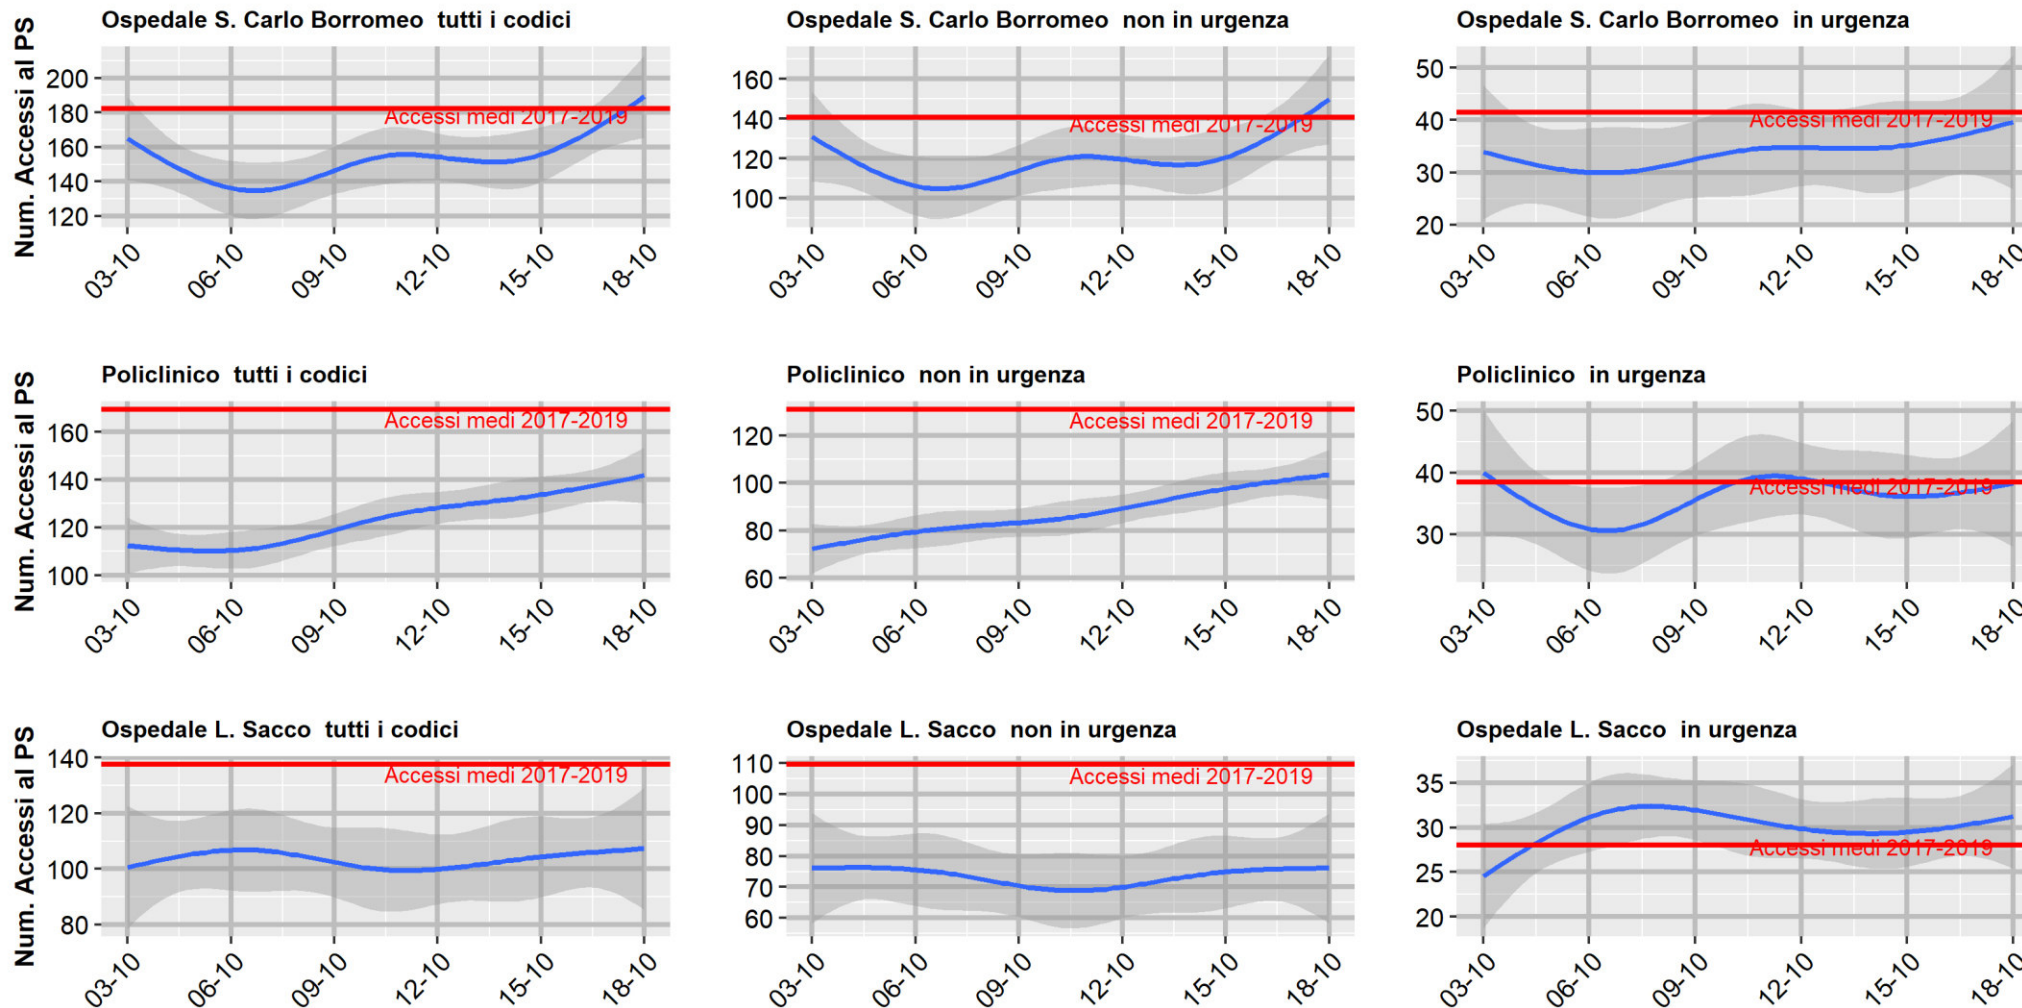 Ospedale S. Carlo Borromeo  tutti i codici
Num. Accessi al PS
200
180
160
140
120
Accessi medi 2017-2019
03-10 06-10 09-10 12-10 15-10 18-10
Ospedale S. Carlo Borromeo  non in urgenza
160
140
120
100
Accessi medi 2017-2019
03-10 06-10 09-10 12-10 15-10 18-10
Ospedale S. Carlo Borromeo  in urgenza
50
40
30
20
Accessi medi 2017-2019
03-10 06-10 09-10 12-10 15-10 18-10
Policlinico  tutti i codici
Num. Accessi al PS
160
140
120
100
Accessi medi 2017-2019
03-10 06-10 09-10 12-10 15-10 18-10
Policlinico  non in urgenza
120
100
80
60
Accessi medi 2017-2019
03-10 06-10 09-10 12-10 15-10 18-10
Policlinico  in urgenza
50
40
30
Accessi medi 2017-2019
03-10 06-10 09-10 12-10 15-10 18-10
Ospedale L. Sacco  tutti i codici
Num. Accessi al PS
140
120
100
80
Accessi medi 2017-2019
03-10 06-10 09-10 12-10 15-10 18-10
Ospedale L. Sacco  non in urgenza
110
100
90
80
70
60
Accessi medi 2017-2019
03-10 06-10 09-10 12-10 15-10 18-10
Ospedale L. Sacco  in urgenza
35
30
25
20
Accessi medi 2017-2019
03-10 06-10 09-10 12-10 15-10 18-10